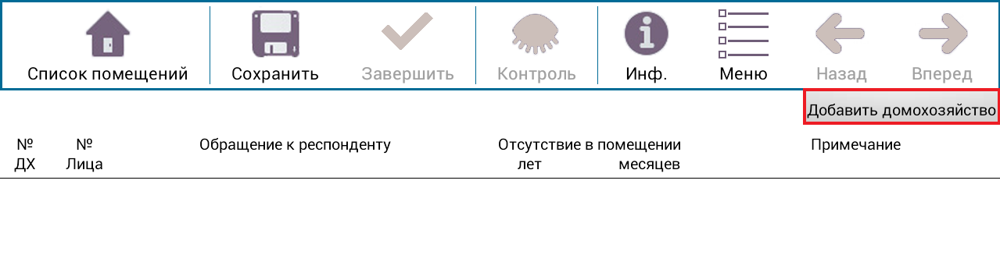 Список помещений Сохранить Завершить Контроль Инф. Меню Назад Вперед
Добавить домохозяйство
№ № Обращение к респонденту Отсутствие в помещении Примечание
ДХ Лица лет месяцев